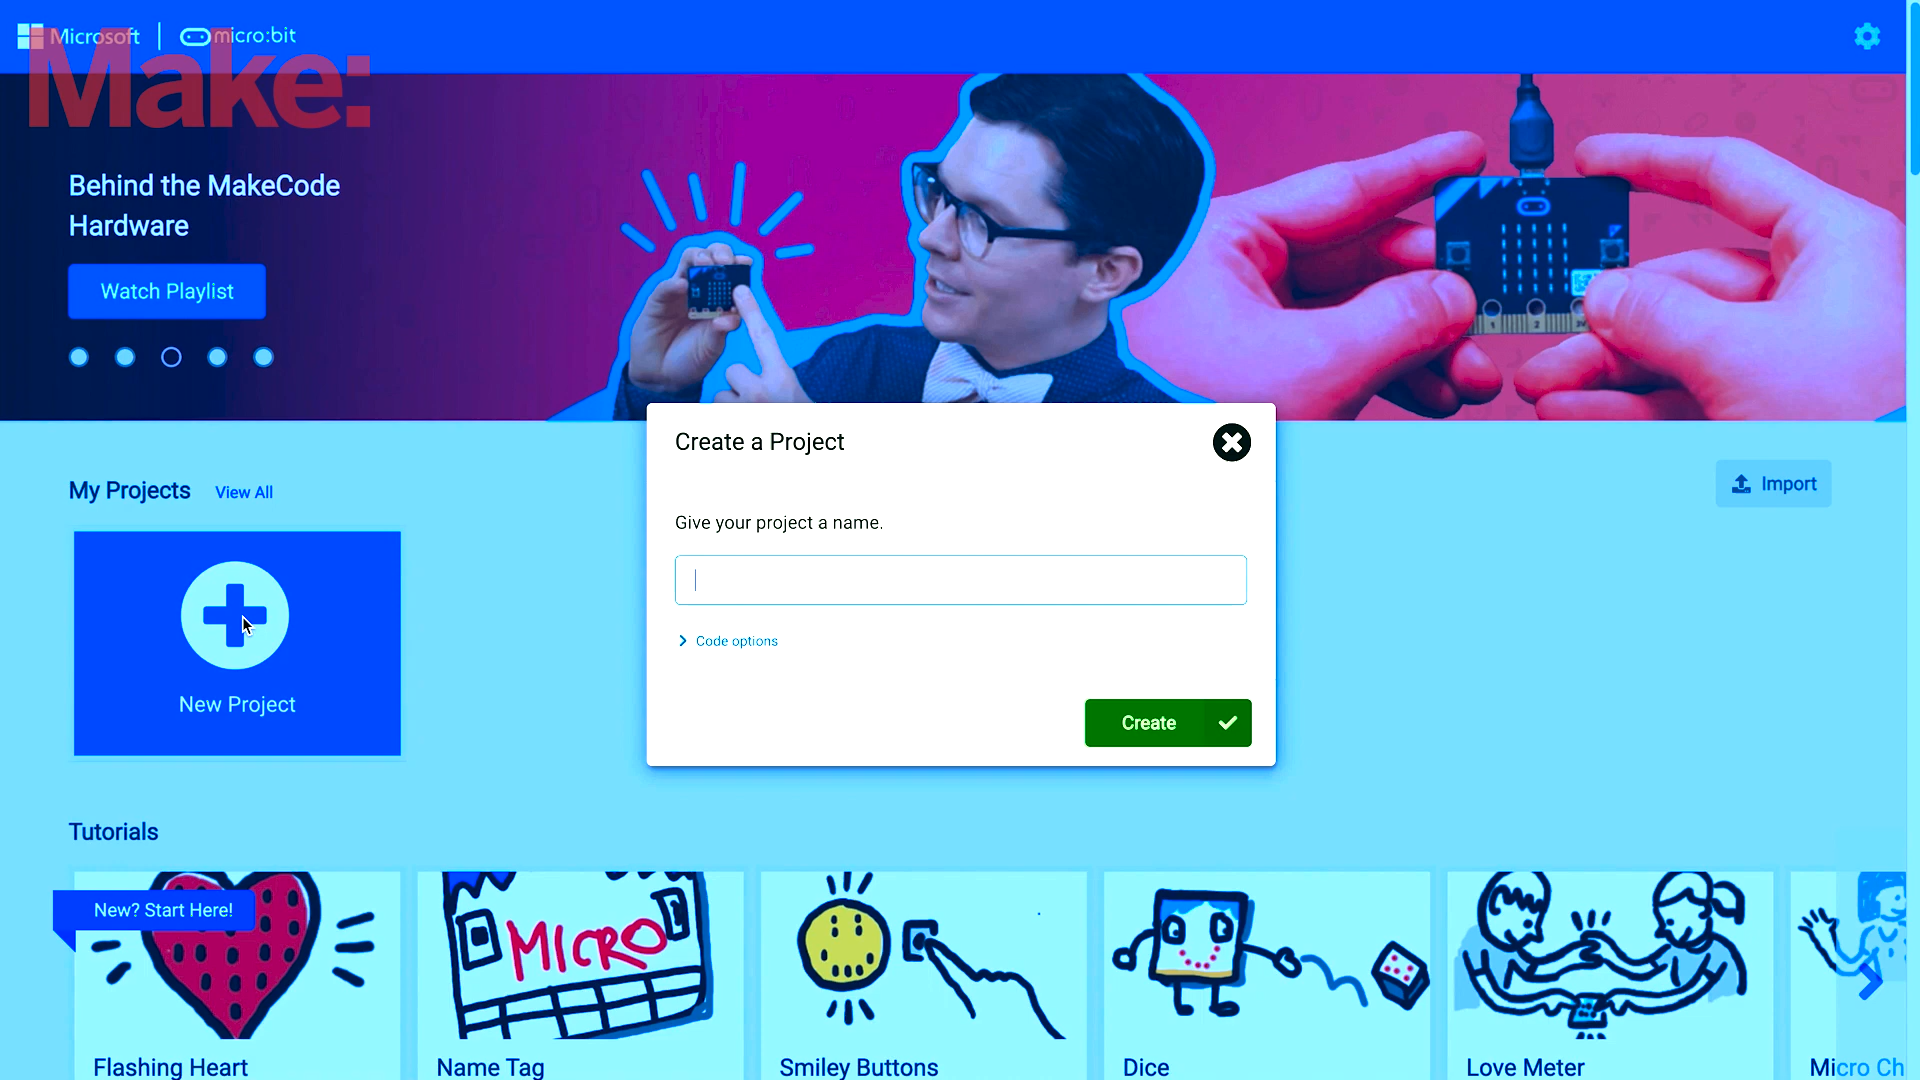 Microsoft | micro:bit
Make:
Behind the MakeCode
Hardware
Watch Playlist
Create a Project
Give your project a name.
Code options
Create
My Projects View All
Import
New Project
Tutorials
New? Start Here!
MICRO
Flashing Heart
Name Tag
Smiley Buttons
Dice
Love Meter
Micro Ch